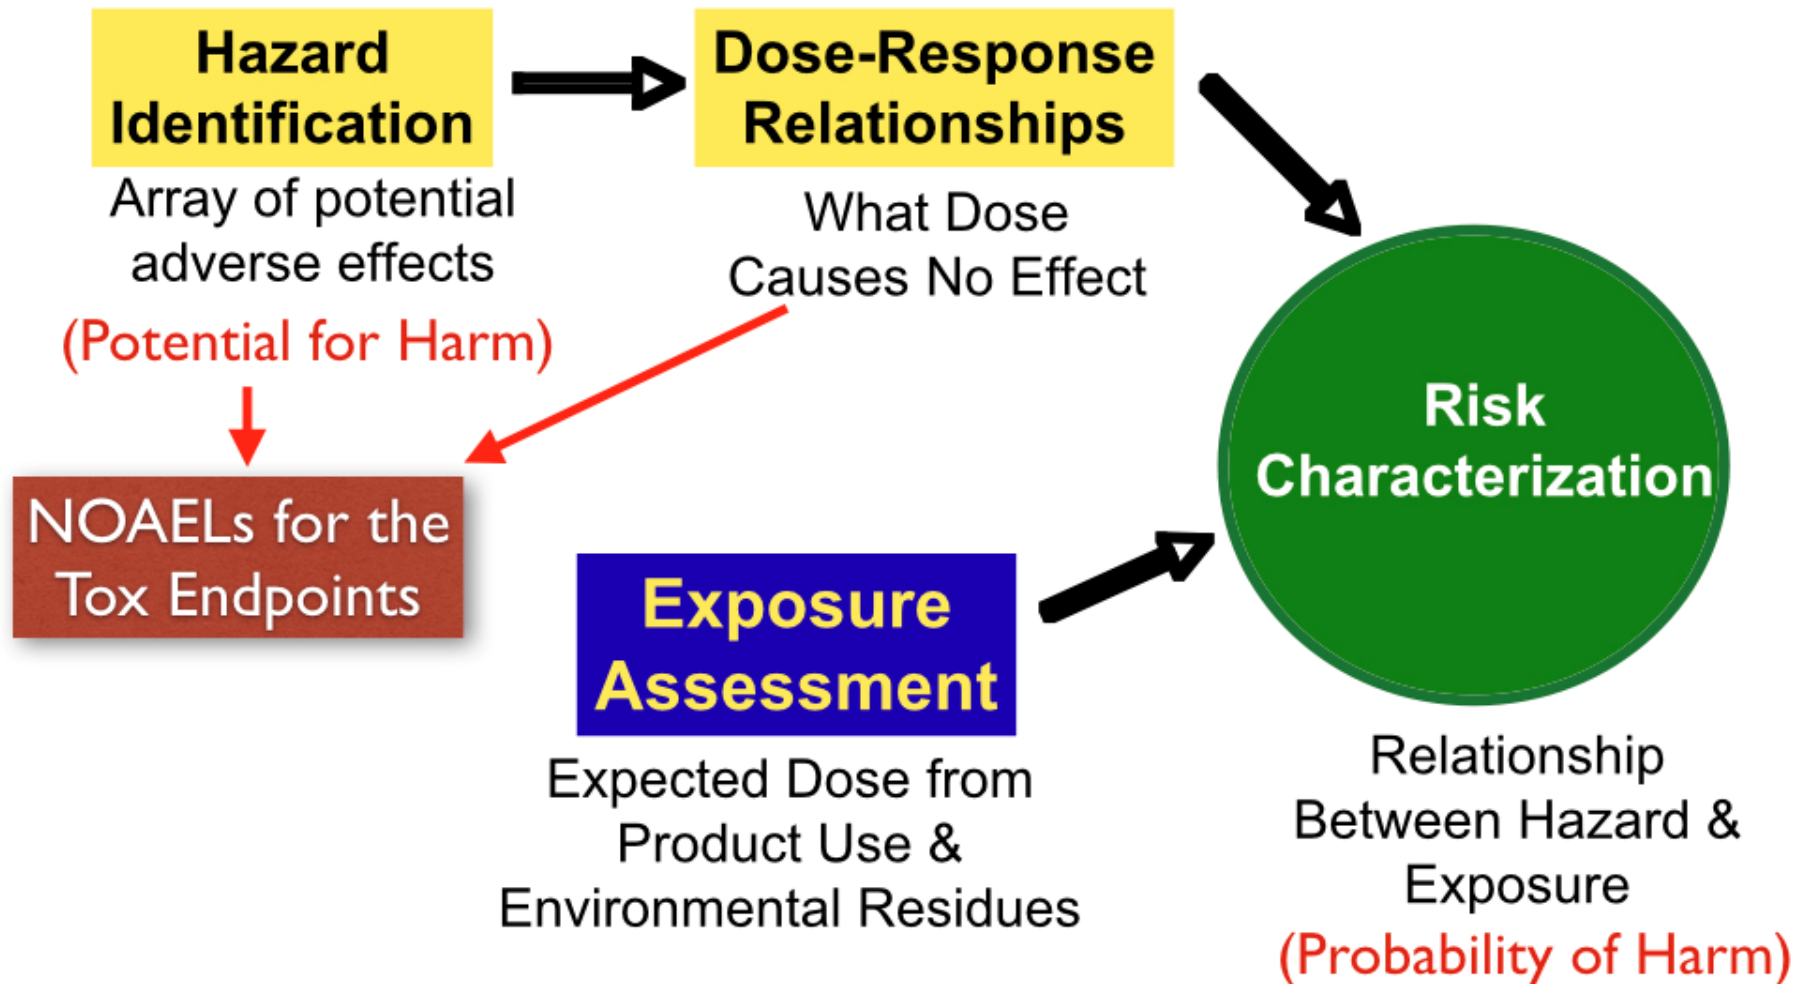 Hazard
Identification
Array of potential
adverse effects
(Potential for Harm)
Dose-Response
Relationships
What Dose
Causes No Effect
NOAELs for the
Tox Endpoints
Exposure
Assessment
Expected Dose from
Product Use &
Environmental Residues
Risk
Characterization
Relationship
Between Hazard &
Exposure
(Probability of Harm)